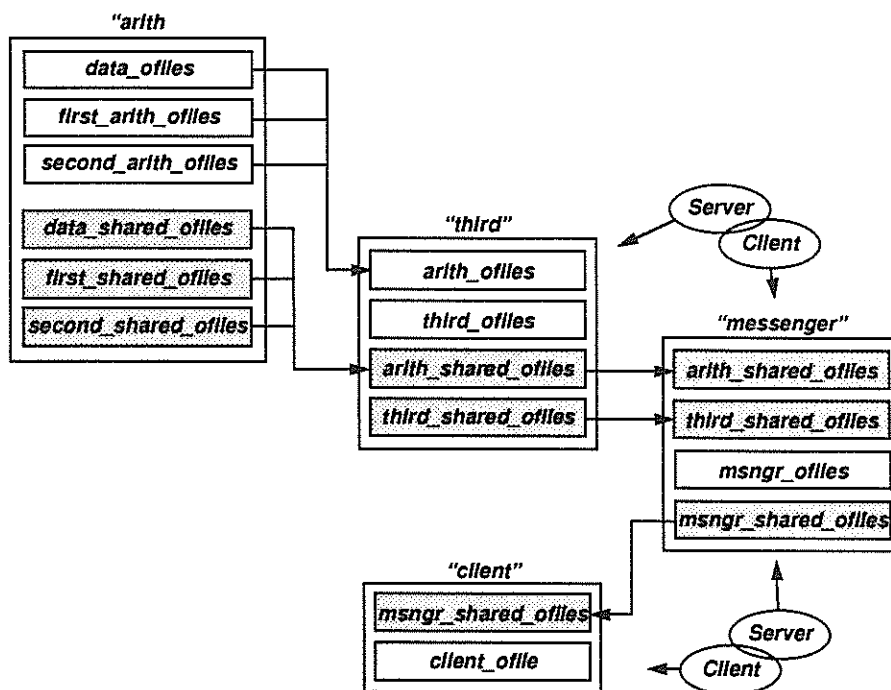 "arith
data_ofiles
first_arith_ofiles
second_arith_ofiles
data_shared_ofiles
first_shared_ofiles
second_shared_ofiles
"third"
arith_ofiles
third_ofiles
arith_shared_ofiles
third_shared_ofiles
Server
Client
"messenger"
arith_shared_ofiles
third_shared_ofiles
msngr_ofiles
msngr_shared_ofiles
"client"
msngr_shared_ofiles
client_ofile
Server
Client